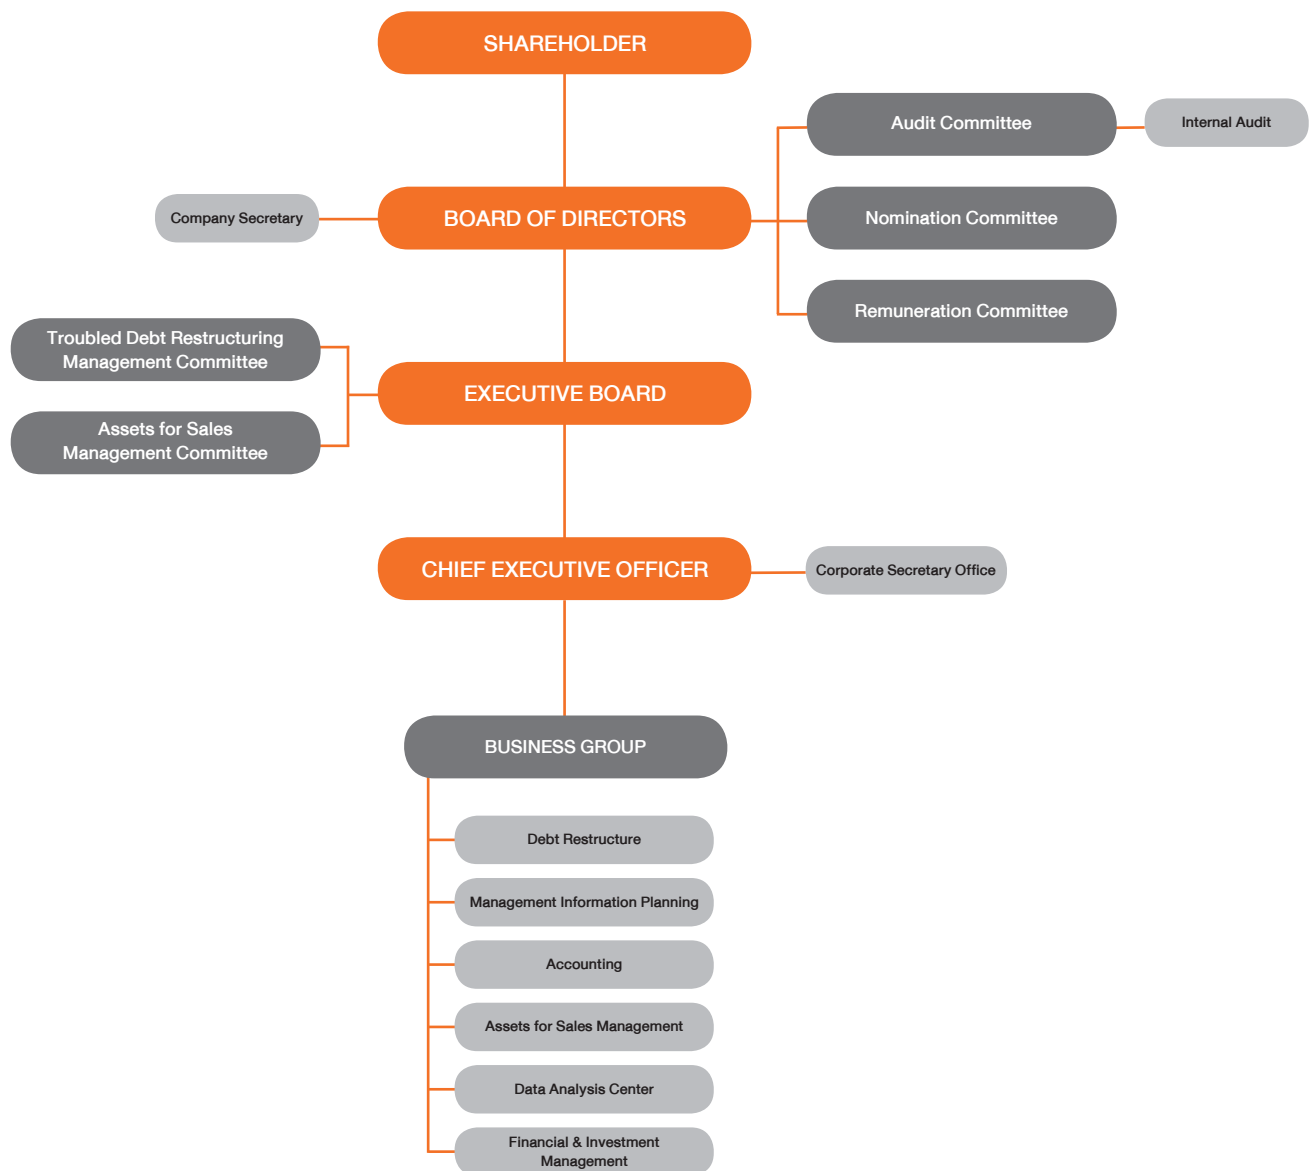 SHAREHOLDER
Audit Committee
Internal Audit
Company Secretary
BOARD OF DIRECTORS
Nomination Committee
Remuneration Committee
Troubled Debt Restructuring
Management Committee
EXECUTIVE BOARD
Assets for Sales
Management Committee
CHIEF EXECUTIVE OFFICER
Corporate Secretary Office
BUSINESS GROUP
Debt Restructure
Management Information Planning
Accounting
Assets for Sales Management
Data Analysis Center
Financial & Investment
Management